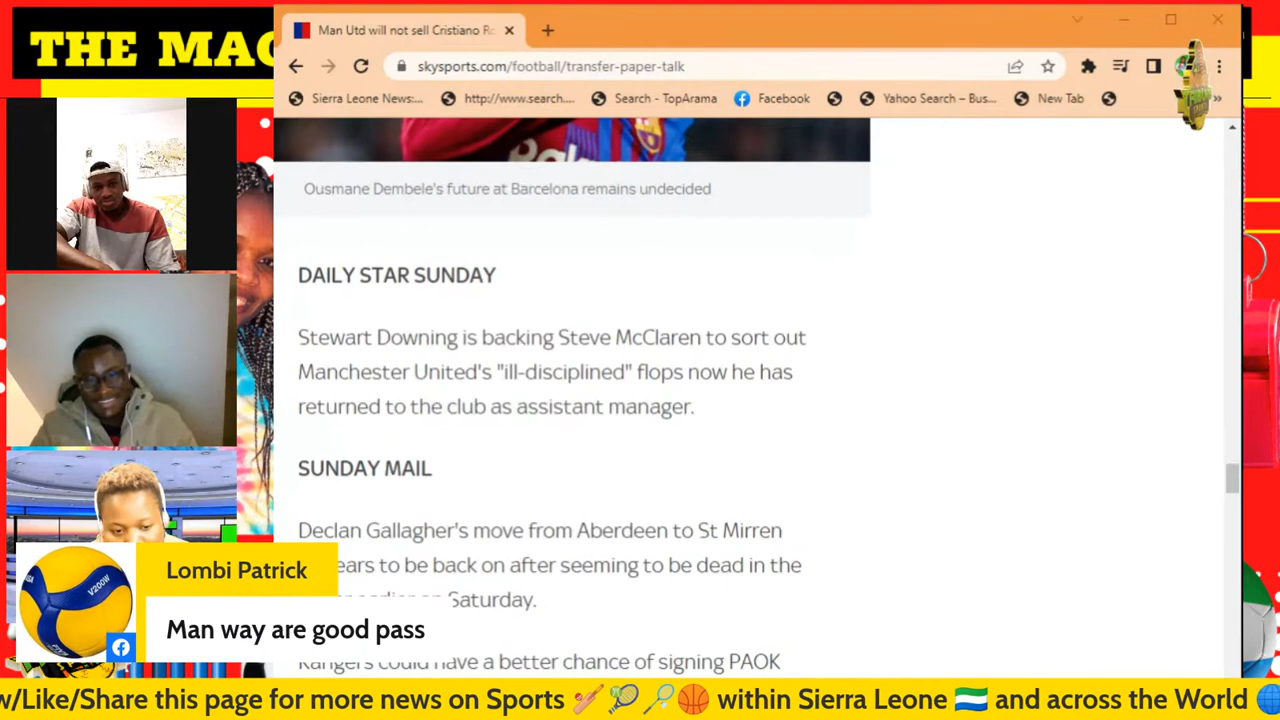 THE MAC
Man Utd will not sell Cristiano Ro
skysports.com/football/transfer-paper-talk
Sierra Leone News:...
http://www.search....
Search - TopArama
Facebook
Yahoo Search – Bus...
New Tab
Ousmane Dembele's future at Barcelona remains undecided
DAILY STAR SUNDAY
Stewart Downing is backing Steve McClaren to sort out
Manchester United's "ill-disciplined" flops now he has
returned to the club as assistant manager.
SUNDAY MAIL
Declan Gallagher's move from Aberdeen to St Mirren
ears to be back on after seeming to be dead in the
Saturday.
Rangers could have a better chance of signing PAOK
Lombi Patrick
V200W
Man way are good pass
w/Like/Share this page for more news on Sports 🏏🎾🏸🏀 within Sierra Leone 🇸🇱 and across the World 🌐